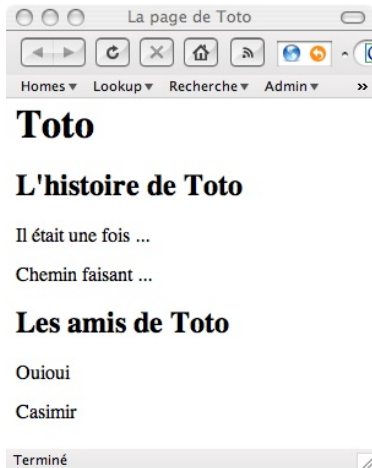 La page de Toto
Homes Lookup Recherche Admin »
Toto
L'histoire de Toto
Il était une fois ...
Chemin faisant ...
Les amis de Toto
Ouioui
Casimir
Terminé